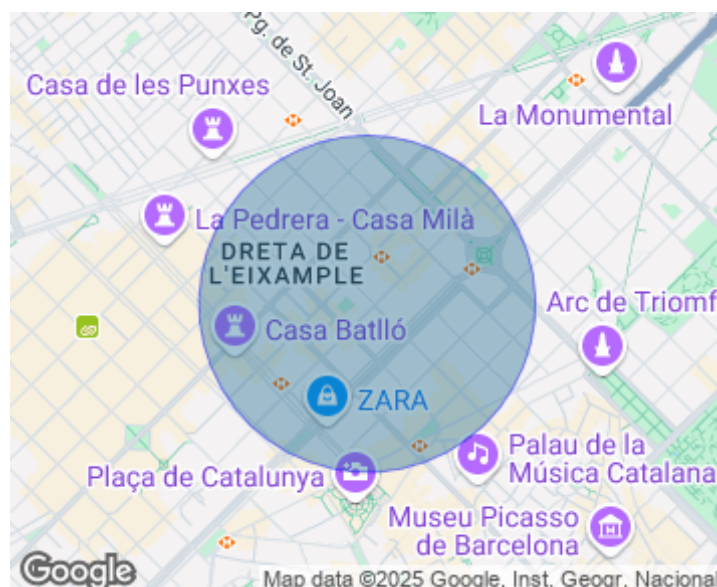 Pg. de St. Joan
Casa de les Punxes
La Monumental
La Pedrera - Casa Milà
DRETA DE
L'EIXAMPLE
Arc de Triomf
Casa Batlló
ZARA
Palau de la
Música Catalana
Plaça de Catalunya
Museu Picasso
de Barcelona
Google
Map data ©2025 Google, Inst. Geogr. Nacional